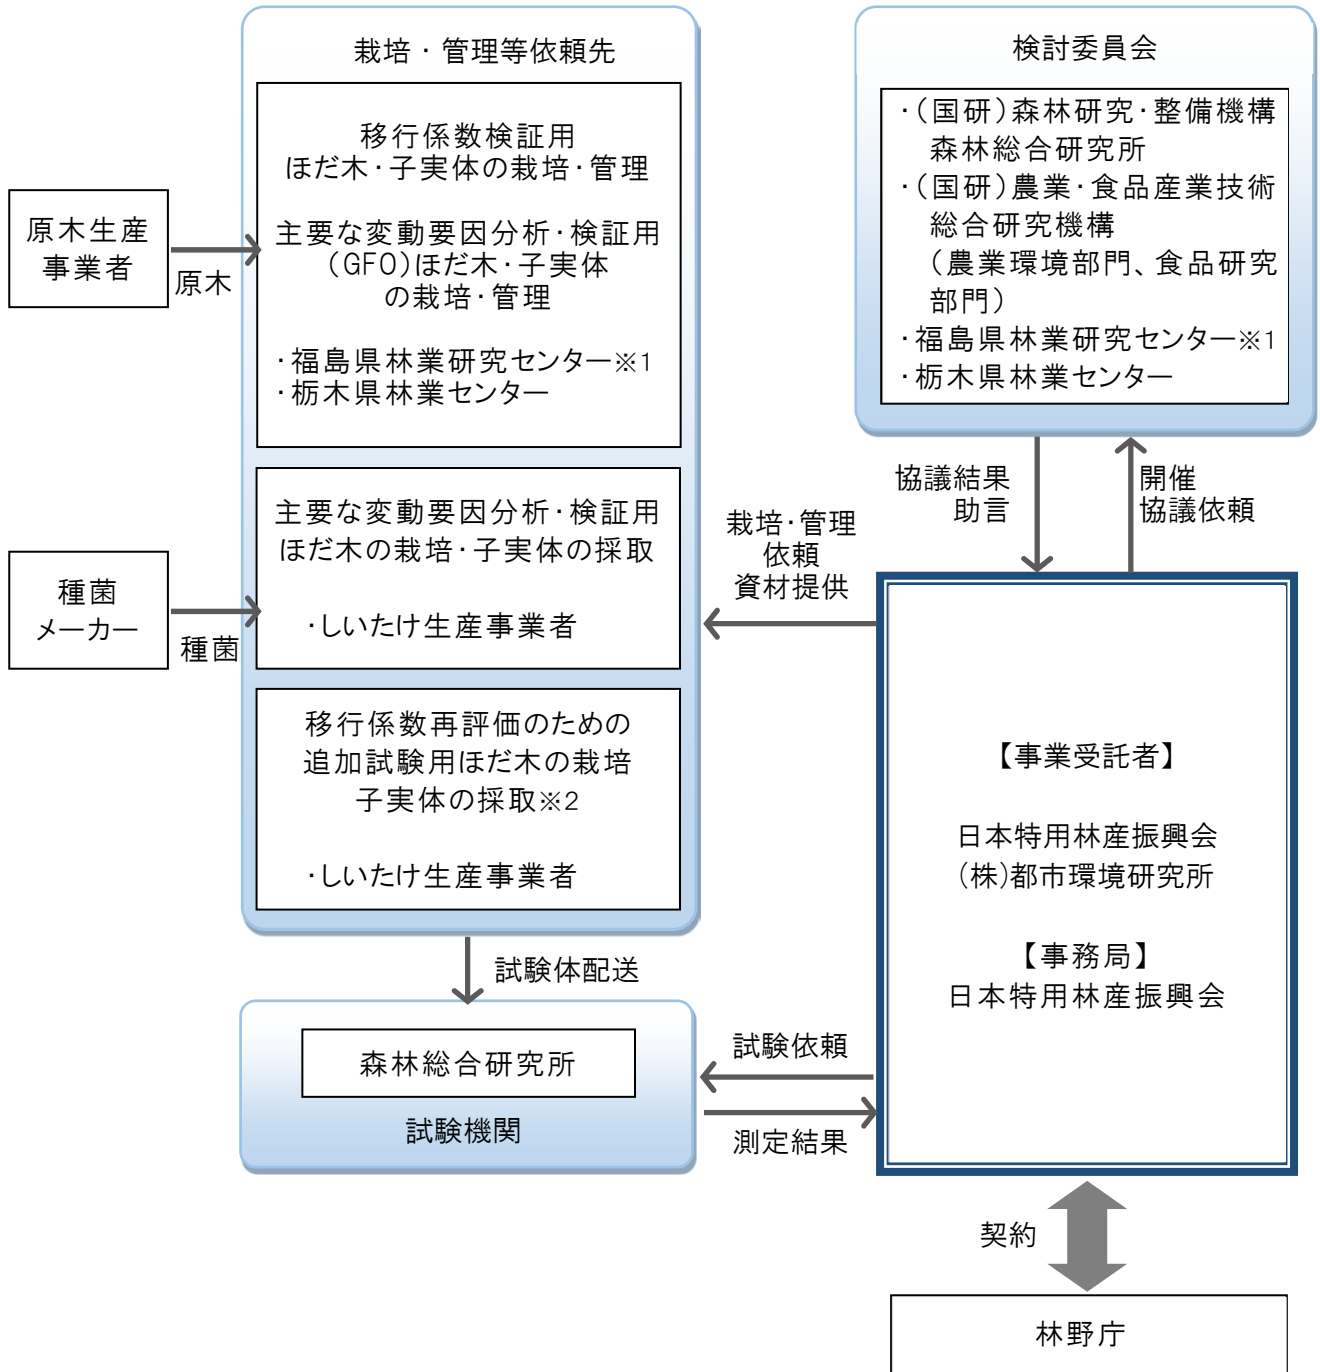 栽培・管理等依頼先
移行係数検証用
ほだ木・子実体の栽培・管理
主要な変動要因分析・検証用
（GFO）ほだ木・子実体
の栽培・管理
・福島県林業研究センター※1
・栃木県林業センター
原木生産
事業者
原木
主要な変動要因分析・検証用
ほだ木の栽培・子実体の採取
・しいたけ生産事業者
種菌
メーカー
種菌
移行係数再評価のための
追加試験用ほだ木の栽培
子実体の採取※2
・しいたけ生産事業者
試験体配送
森林総合研究所
試験機関
検討委員会
・（国研）森林研究・整備機構
森林総合研究所
・（国研）農業・食品産業技術
総合研究機構
（農業環境部門、食品研究
部門）
・福島県林業研究センター※1
・栃木県林業センター
協議結果
助言
開催
協議依頼
栽培・管理
依頼
資材提供
【事業受託者】
日本特用林産振興会
（株）都市環境研究所
【事務局】
日本特用林産振興会
試験依頼
測定結果
契約
林野庁